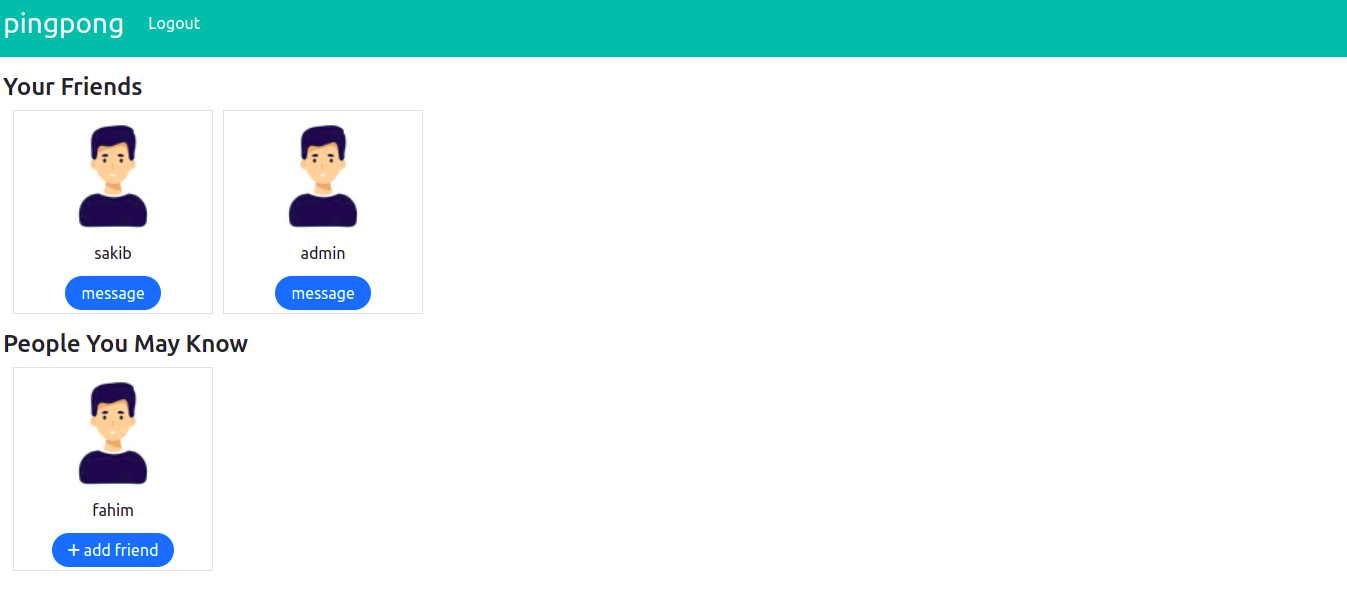 pingpong Logout
Your Friends
sakib admin
message message
People You May Know
fahim
+ add friend